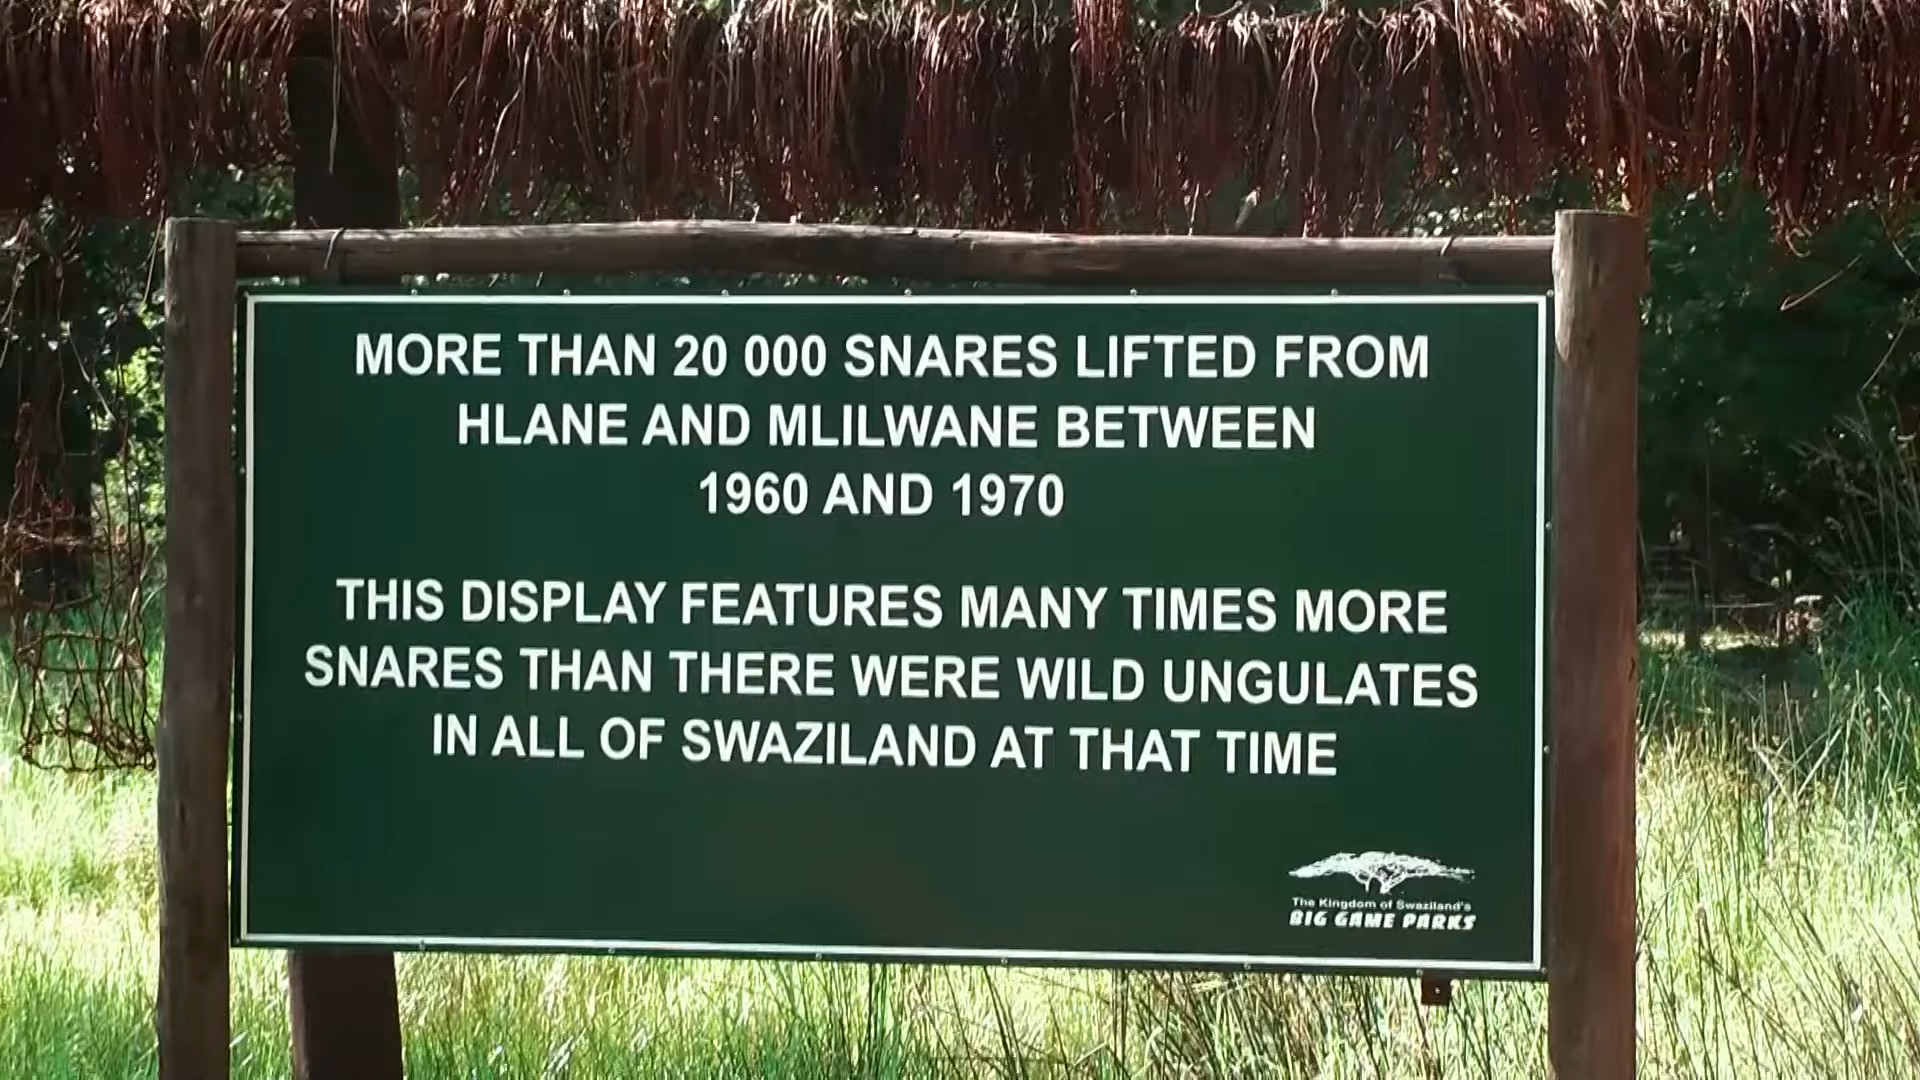 MORE THAN 20 000 SNARES LIFTED FROM
HLANE AND MLILWANE BETWEEN
1960 AND 1970
THIS DISPLAY FEATURES MANY TIMES MORE
SNARES THAN THERE WERE WILD UNGULATES
IN ALL OF SWAZILAND AT THAT TIME
The Kingdom of Swaziland's
BIG GAME PARKS